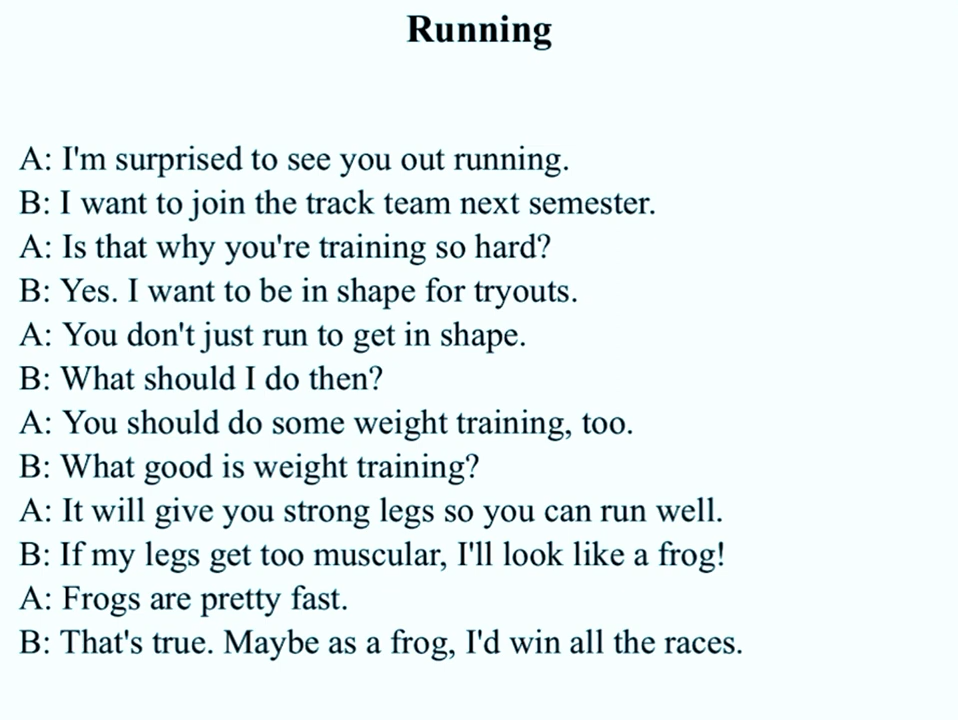 Running
A: I'm surprised to see you out running.
B: I want to join the track team next semester.
A: Is that why you're training so hard?
B: Yes. I want to be in shape for tryouts.
A: You don't just run to get in shape.
B: What should I do then?
A: You should do some weight training, too.
B: What good is weight training?
A: It will give you strong legs so you can run well.
B: If my legs get too muscular, I'll look like a frog!
A: Frogs are pretty fast.
B: That's true. Maybe as a frog, I'd win all the races.